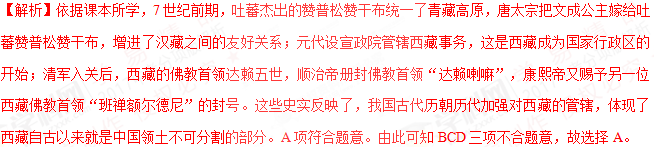 【解析】依据课本所学，7 世纪前期，吐蕃杰出的赞普松赞干布统一了青藏高原，唐太宗把文成公主嫁给吐
蕃赞普松赞干布，增进了汉藏之间的友好关系；元代设宣政院管辖西藏事务，这是西藏成为国家行政区的
开始；清军入关后，西藏的佛教首领达赖五世，顺治帝册封佛教首领“达赖喇嘛”，康熙帝又赐予另一位
西藏佛教首领“班禅额尔德尼”的封号。这些史实反映了，我国古代历朝历代加强对西藏的管辖，体现了
西藏自古以来就是中国领土不可分割的部分。A 项符合题意。由此可知 BCD 三项不合题意，故选择 A。